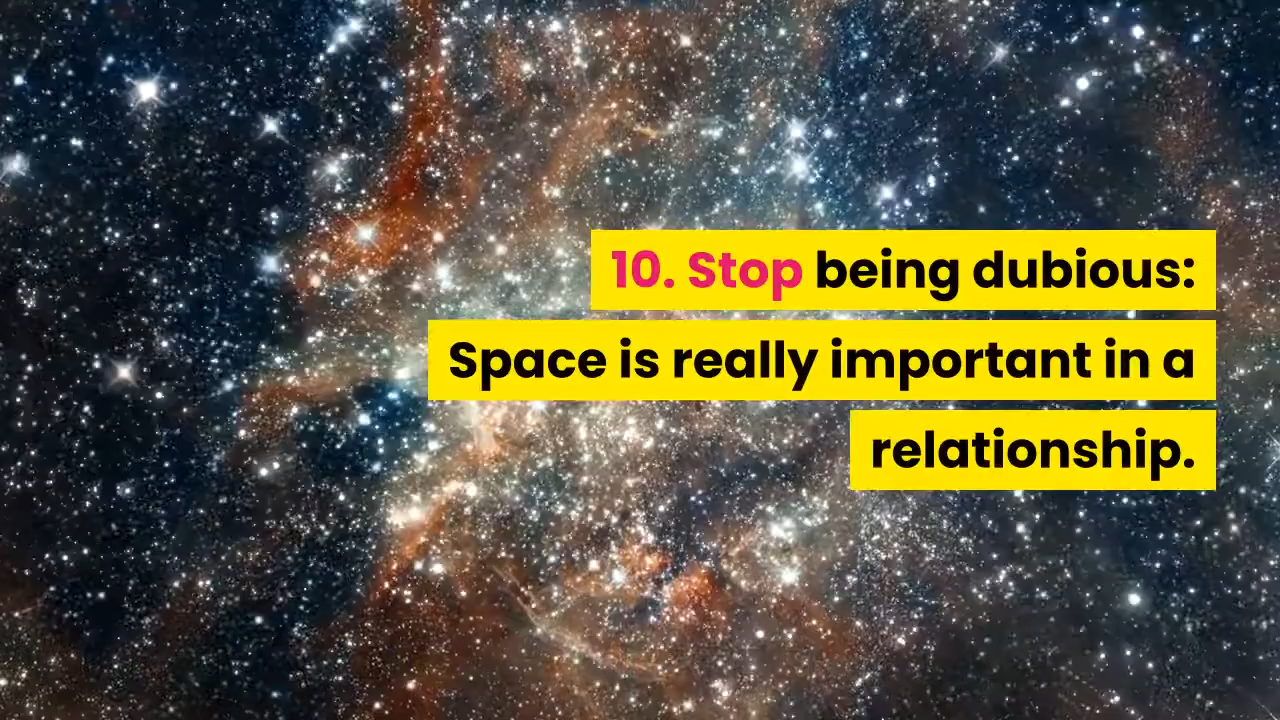 10. Stop being dubious:
Space is really important in a
relationship.